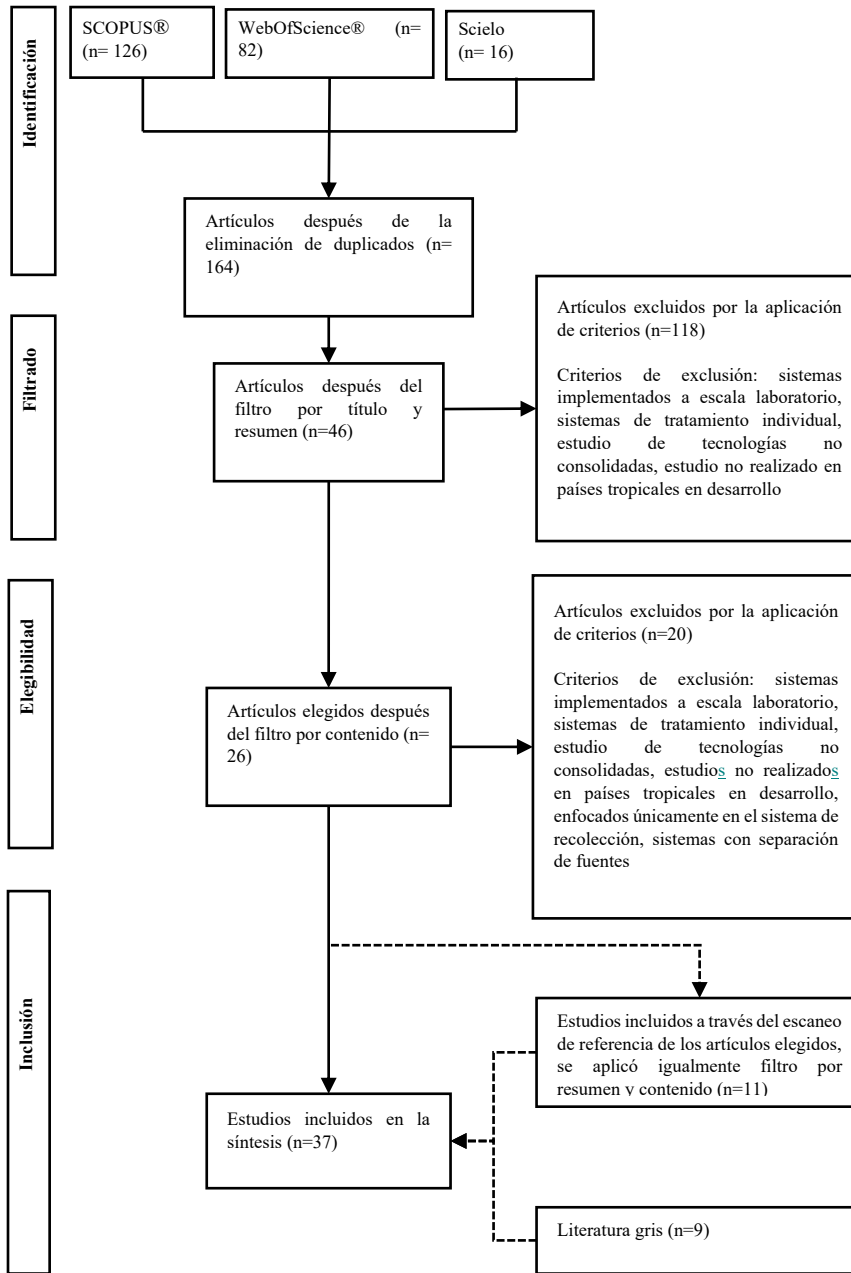 Identificación
SCOPUS®
(n= 126)
WebOfScience® (n=
82)
Scielo
(n= 16)
Artículos después de la
eliminación de duplicados (n=
164)
Filtrado
Artículos después del
filtro por título y
resumen (n=46)
Artículos excluidos por la aplicación
de criterios (n=118)
Criterios de exclusión: sistemas
implementados a escala laboratorio,
sistemas de tratamiento individual,
estudio de tecnologías no
consolidadas, estudio no realizado en
países tropicales en desarrollo
Elegibilidad
Artículos elegidos después
del filtro por contenido (n=
26)
Artículos excluidos por la aplicación
de criterios (n=20)
Criterios de exclusión: sistemas
implementados a escala laboratorio,
sistemas de tratamiento individual,
estudio de tecnologías no
consolidadas, estudios no realizados
en países tropicales en desarrollo,
enfocados únicamente en el sistema de
recolección, sistemas con separación
de fuentes
Inclusión
Estudios incluidos a través del escaneo
de referencia de los artículos elegidos,
se aplicó igualmente filtro por
resumen y contenido (n=11)
Estudios incluidos en la
síntesis (n=37)
Literatura gris (n=9)